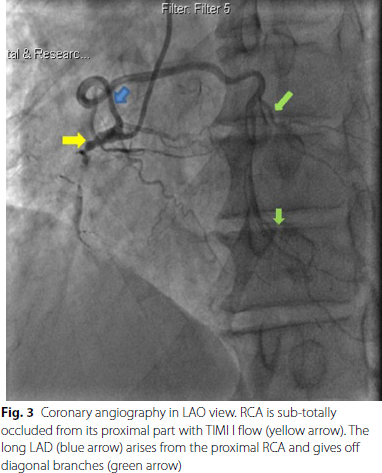 Filter: Filter 5
tal & Researc...
Fig. 3 Coronary angiography in LAO view. RCA is sub-totally
occluded from its proximal part with TIMI I flow (yellow arrow). The
long LAD (blue arrow) arises from the proximal RCA and gives off
diagonal branches (green arrow)